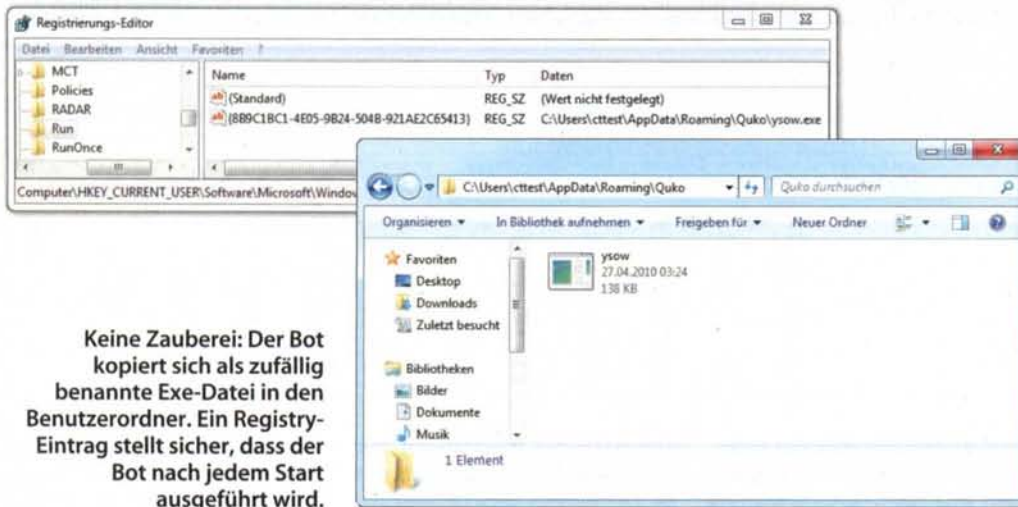 Registrierungs-Editor
Datei Bearbeiten Ansicht Favoriten ?
MCT
Policies
RADAR
Run
RunOnce
Name Typ Daten
(Standard) REG_SZ (Wert nicht festgelegt)
{8B9C1BC1-4E05-9B24-504B-921AE2C65413} REG_SZ C:\Users\cttest\AppData\Roaming\Quko\ysow.exe
Computer\HKEY_CURRENT_USER\Software\Microsoft\Window
C:\Users\cttest\AppData\Roaming\Quko
Quko durchsuchen
Organisieren In Bibliothek aufnehmen Freigeben für Neuer Ordner
Favoriten
Desktop
Downloads
Zuletzt besucht
Bibliotheken
Bilder
Dokumente
Musik
ysow
27.04.2010 03:24
138 KB
1 Element
Keine Zauberei: Der Bot
kopiert sich als zufällig
benannte Exe-Datei in den
Benutzerordner. Ein Registry-
Eintrag stellt sicher, dass der
Bot nach jedem Start
ausgeführt wird.